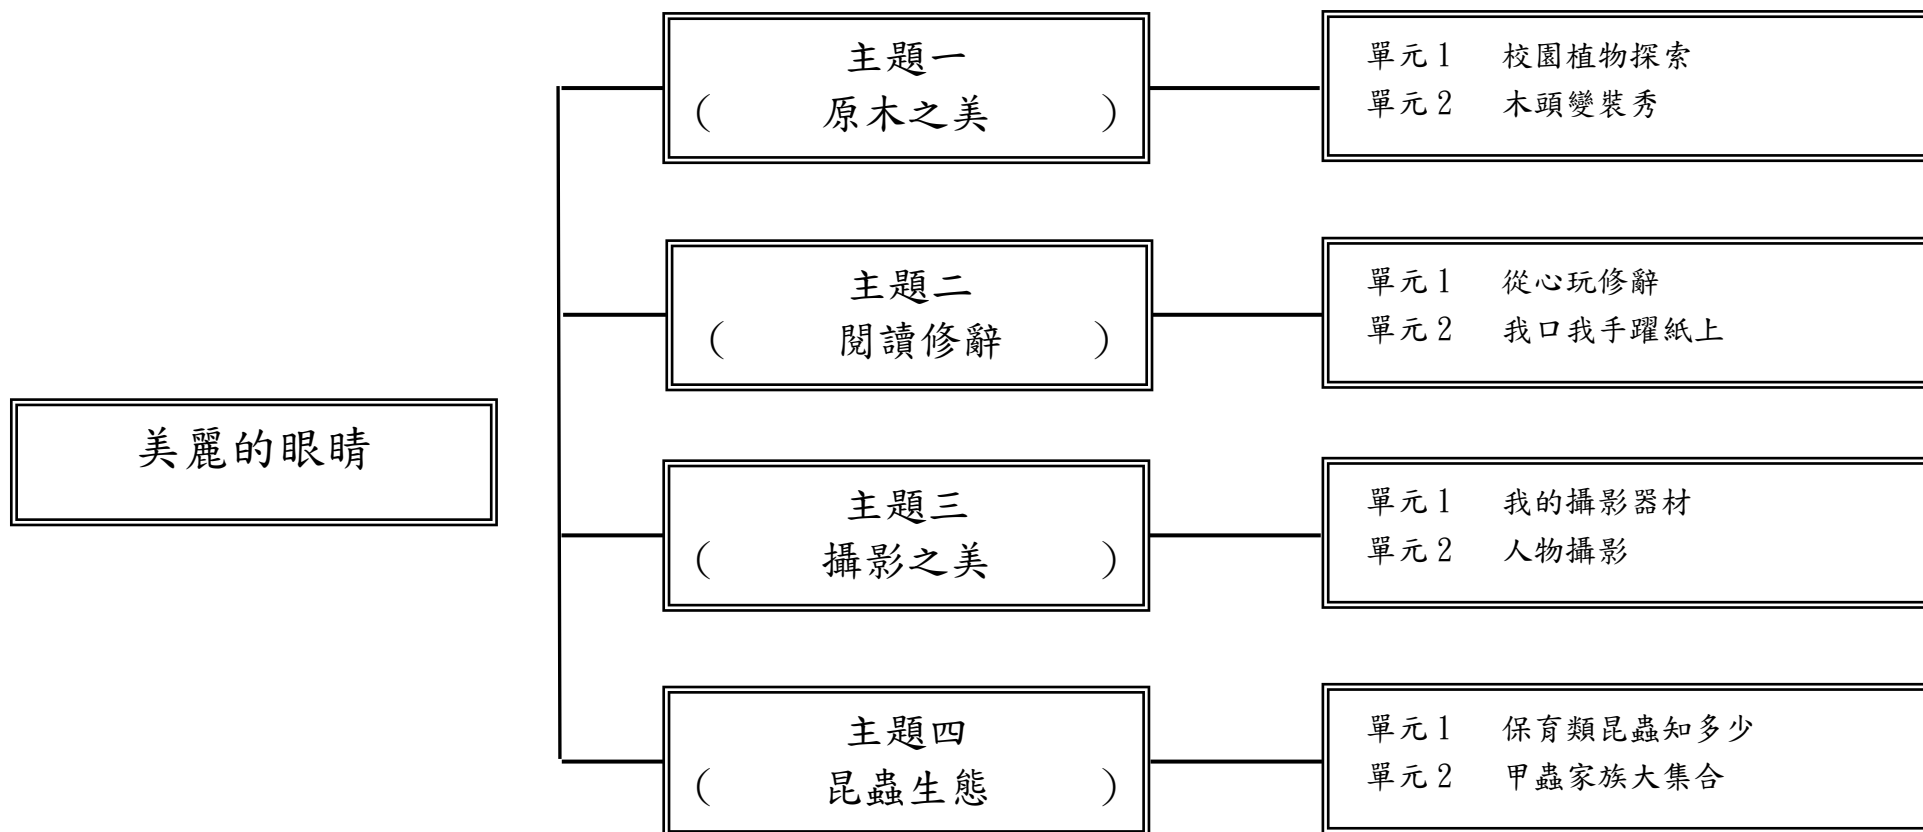 美麗的眼睛
主題一
( 原木之美 )
單元1 校園植物探索
單元2 木頭變裝秀
主題二
( 閱讀修辭 )
單元1 從心玩修辭
單元2 我口我手躍紙上
主題三
( 攝影之美 )
單元1 我的攝影器材
單元2 人物攝影
主題四
( 昆蟲生態 )
單元1 保育類昆蟲知多少
單元2 甲蟲家族大集合